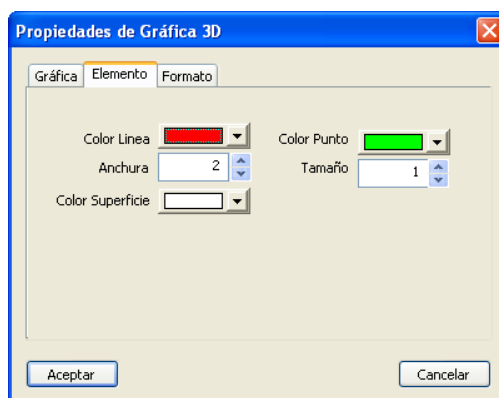 Propiedades de Gráfica 3D
Gráfica Elemento Formato
Color Linea Color Punto
Anchura 2 Tamaño 1
Color Superficie
Aceptar Cancelar